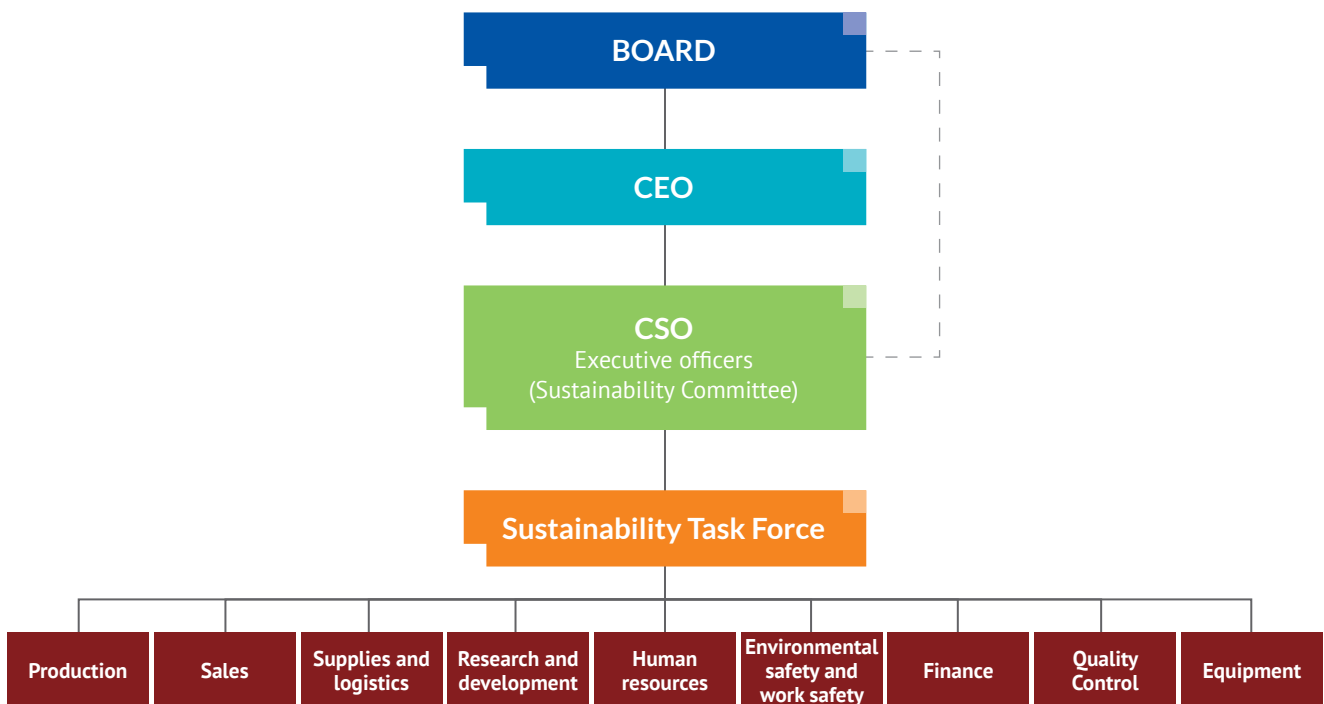 BOARD
CEO
CSO
Executive officers
(Sustainability Committee)
Sustainability Task Force
Production
Sales
Supplies and
logistics
Research and
development
Human
resources
Environmental
safety and
work safety
Finance
Quality
Control
Equipment